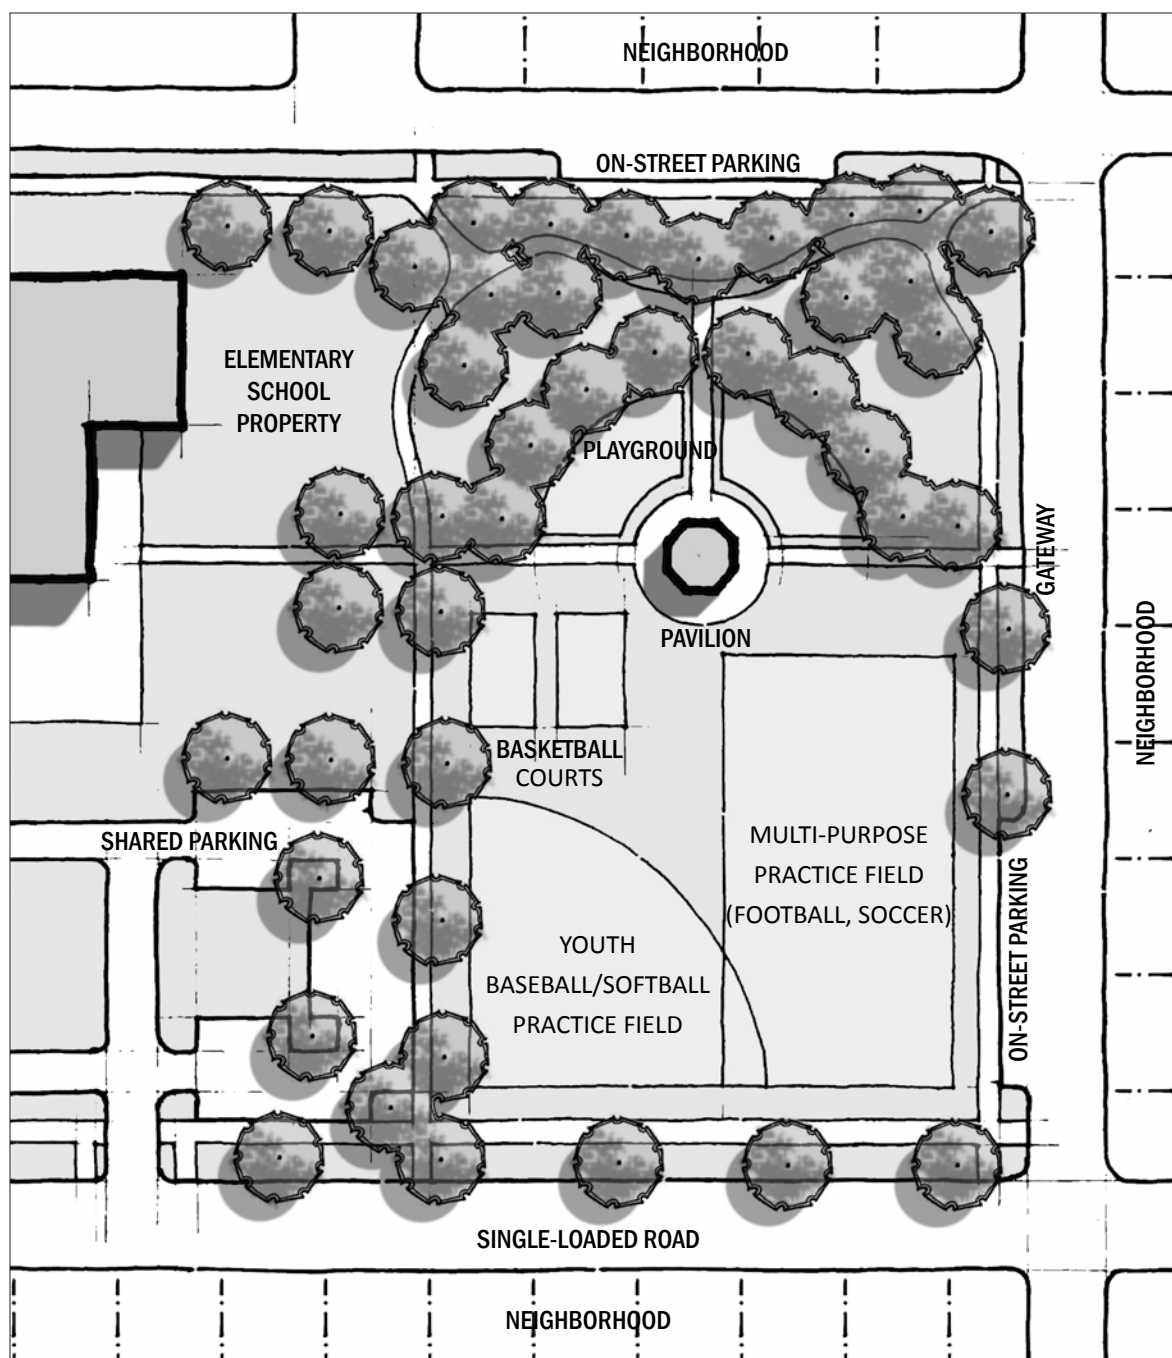 NEIGHBORHOOD
ON-STREET PARKING
ELEMENTARY
SCHOOL
PROPERTY
PLAYGROUND
GATEWAY
PAVILION
NEIGHBORHOOD
BASKETBALL
COURTS
SHARED PARKING
MULTI-PURPOSE
PRACTICE FIELD
(FOOTBALL, SOCCER)
ON-STREET PARKING
YOUTH
BASEBALL/SOFTBALL
PRACTICE FIELD
SINGLE-LOADED ROAD
NEIGHBORHOOD